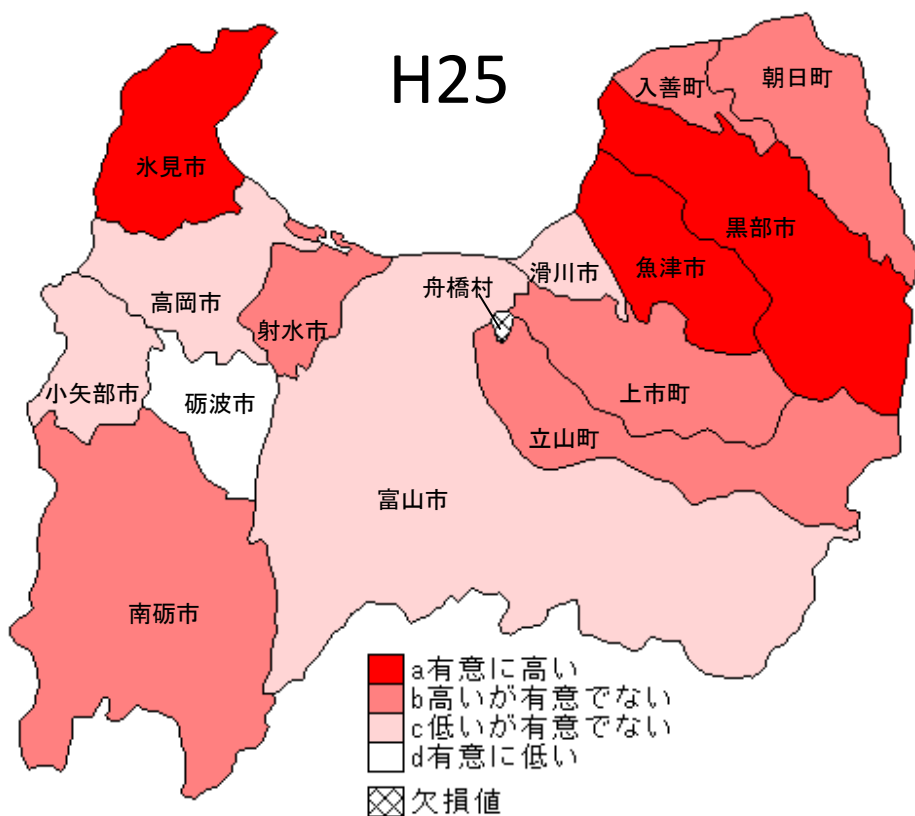 H25
朝日町
入善町
氷見市
黒部市
魚津市
滑川市
舟橋村
高岡市
射水市
小矢部市
砺波市
上市町
立山町
富山市
南砺市
a有意に高い
b高いが有意でない
c低いが有意でない
d有意に低い
欠損値